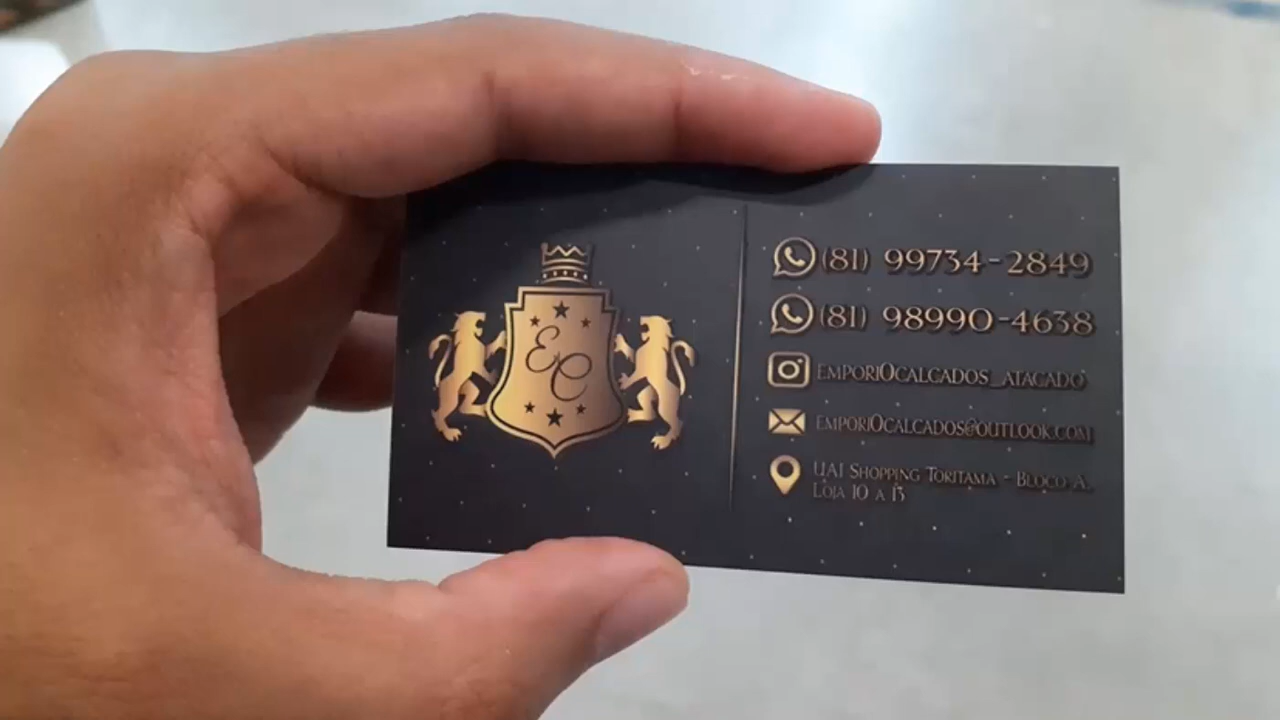 EC
(81) 99734-2849
(81) 98990-4638
EMPORIOCALCADOS_ATACADO
EMPORIOCALCADOS@OUTLOOK.COM
UAI SHOPPING TORITAMA - BLOCO A.
LOJA 10 A 13